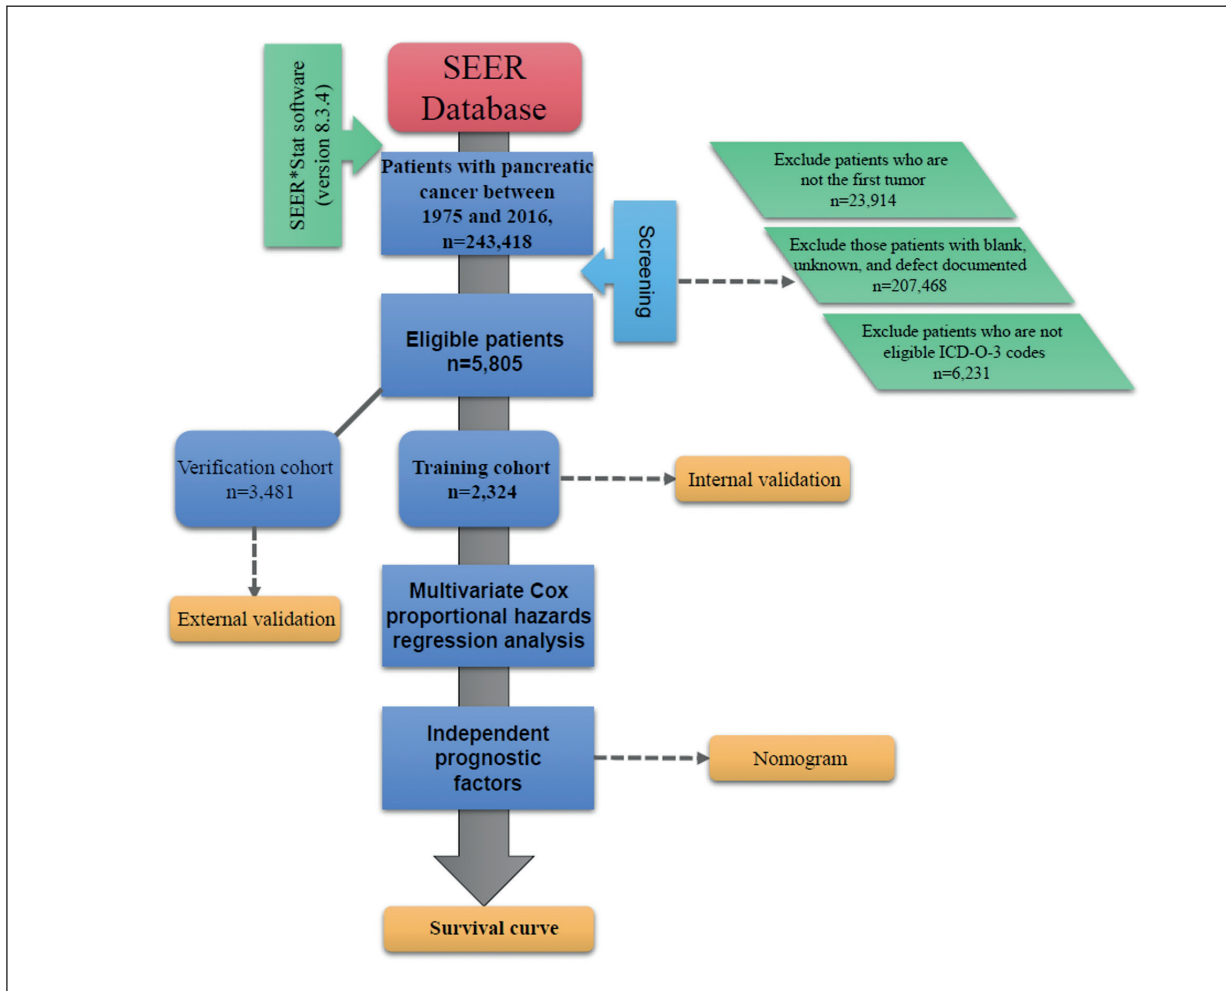 SEER
Database
SEER*Stat software
(version 8.3.4)
Patients with pancreatic
cancer between
1975 and 2016,
n=243,418
Screening
Exclude patients who are
not the first tumor
n=23,914
Exclude those patients with blank,
unknown, and defect documented
n=207,468
Exclude patients who are not
eligible ICD-O-3 codes
n=6,231
Eligible patients
n=5,805
Verification cohort
n=3,481
Training cohort
n=2,324
Internal validation
External validation
Multivariate Cox
proportional hazards
regression analysis
Independent
prognostic
factors
Nomogram
Survival curve